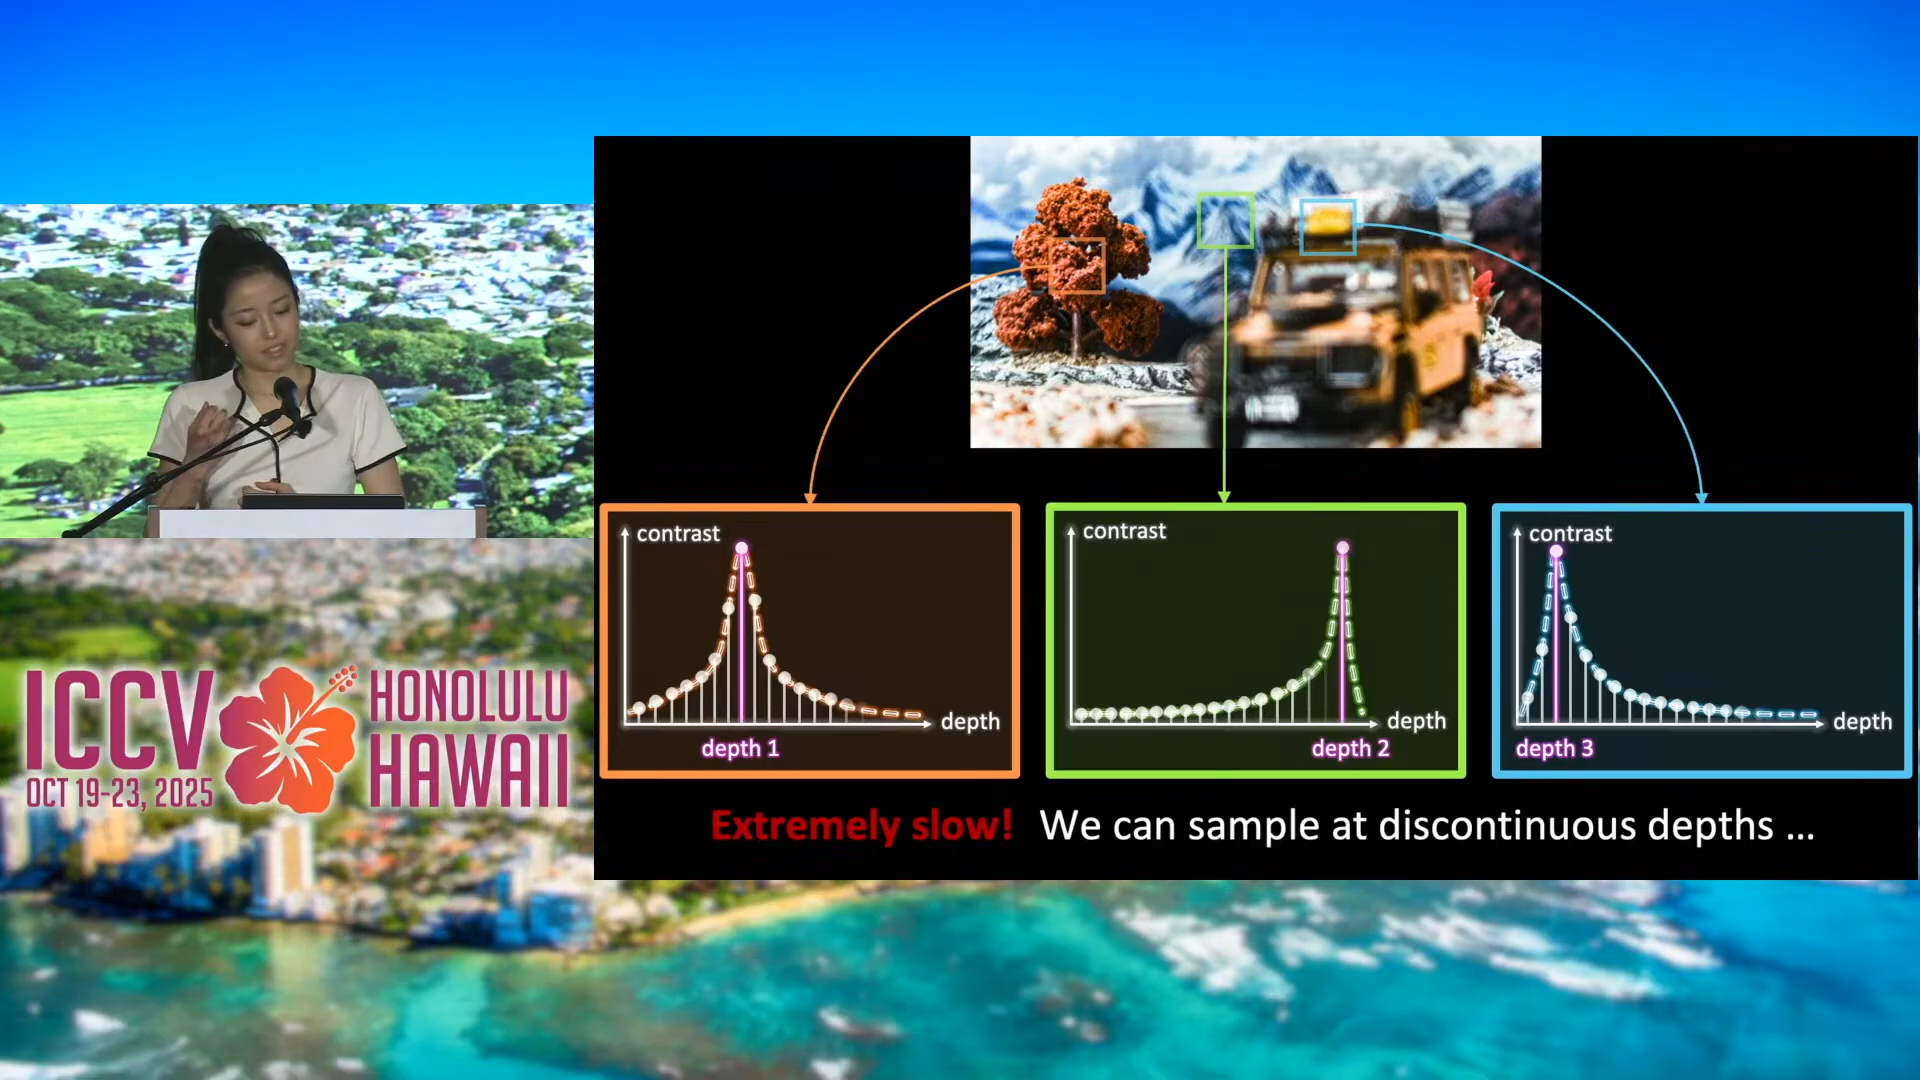 contrast
depth
depth 1
contrast
depth
depth 2
contrast
depth
depth 3
Extremely slow! We can sample at discontinuous depths ...
ICCV
OCT 19-23, 2025
HONOLULU
HAWAII